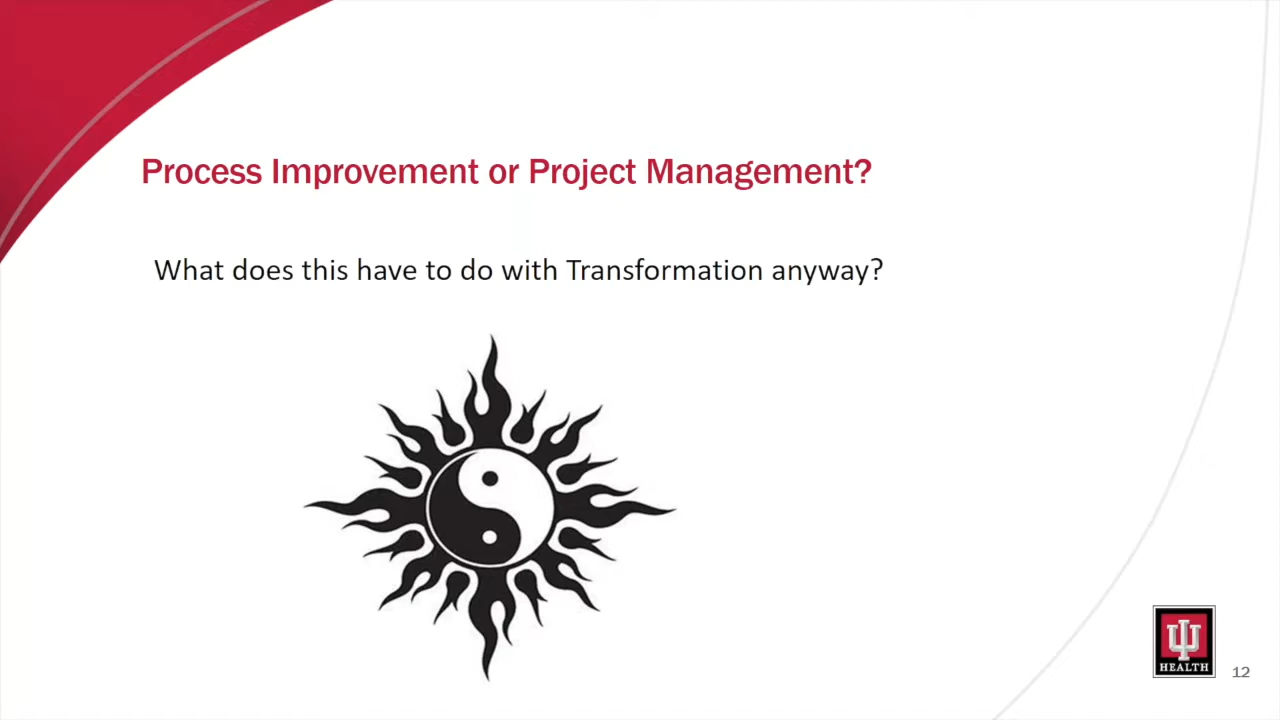 Process Improvement or Project Management?
What does this have to do with Transformation anyway?
HEALTH
12